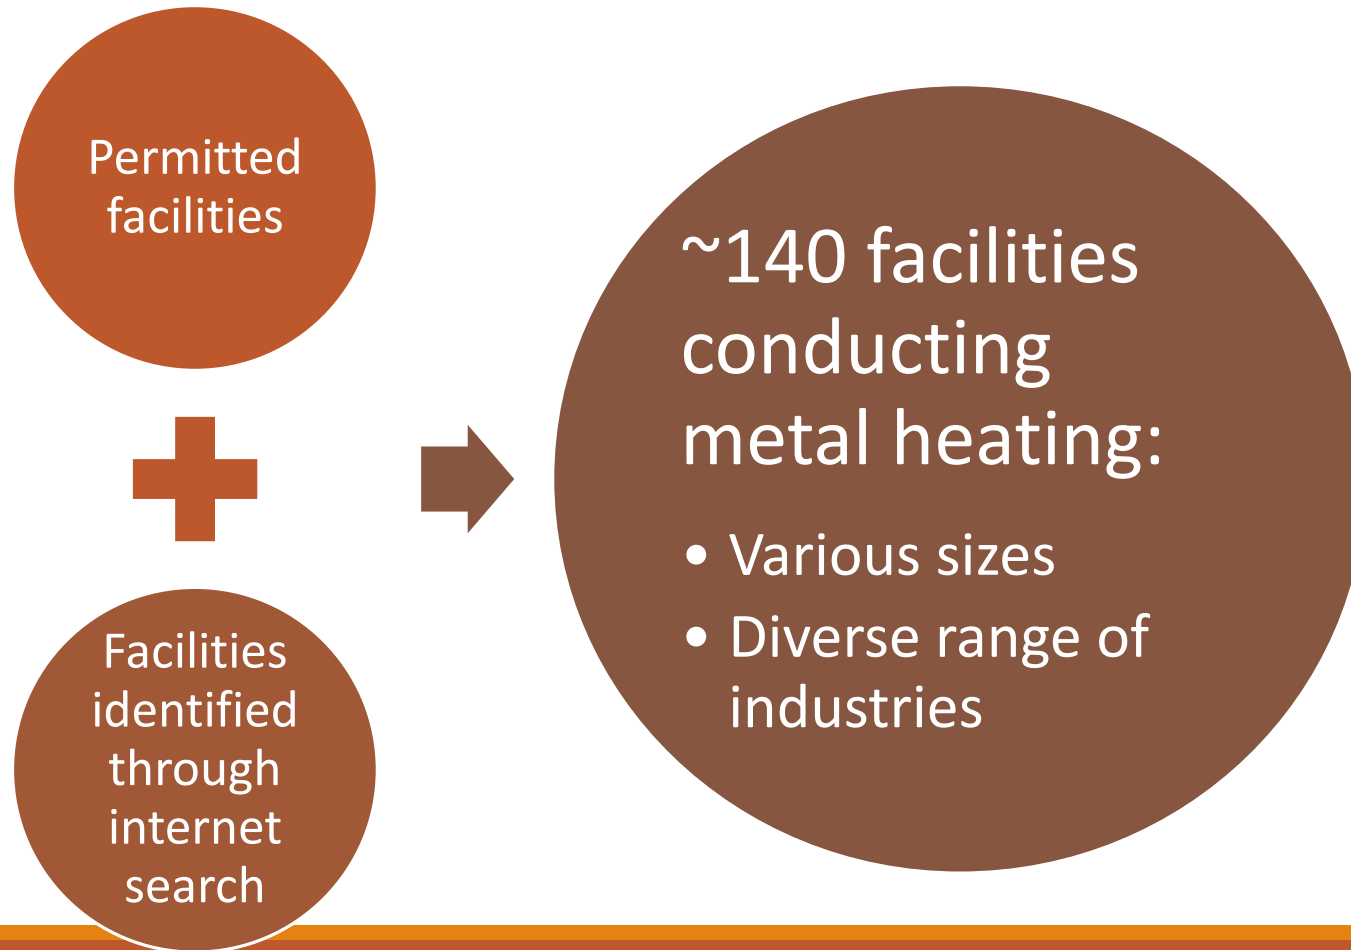 Permitted
facilities
Facilities
identified
through
internet
search
~140 facilities
conducting
metal heating:
• Various sizes
• Diverse range of
industries